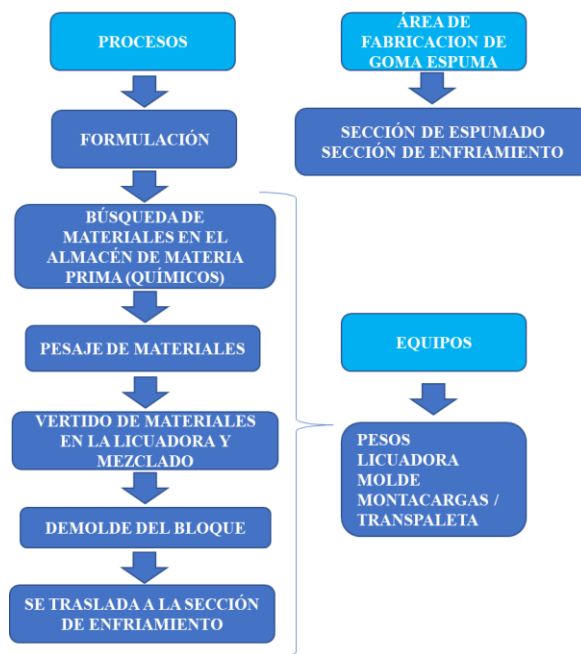 PROCESOS
FORMULACIÓN
BÚSQUEDA DE
MATERIALES EN EL
ALMACÉN DE MATERIA
PRIMA (QUÍMICOS)
PESAJE DE MATERIALES
VERTIDO DE MATERIALES
EN LA LICUADORA Y
MEZCLADO
DEMOLDE DEL BLOQUE
SE TRASLADA A LA SECCIÓN
DE ENFRIAMIENTO
ÁREA DE
FABRICACION DE
GOMA ESPUMA
SECCIÓN DE ESPUMADO
SECCIÓN DE ENFRIAMIENTO
EQUIPOS
PESOS
LICUADORA
MOLDE
MONTACARGAS /
TRANSPALETA